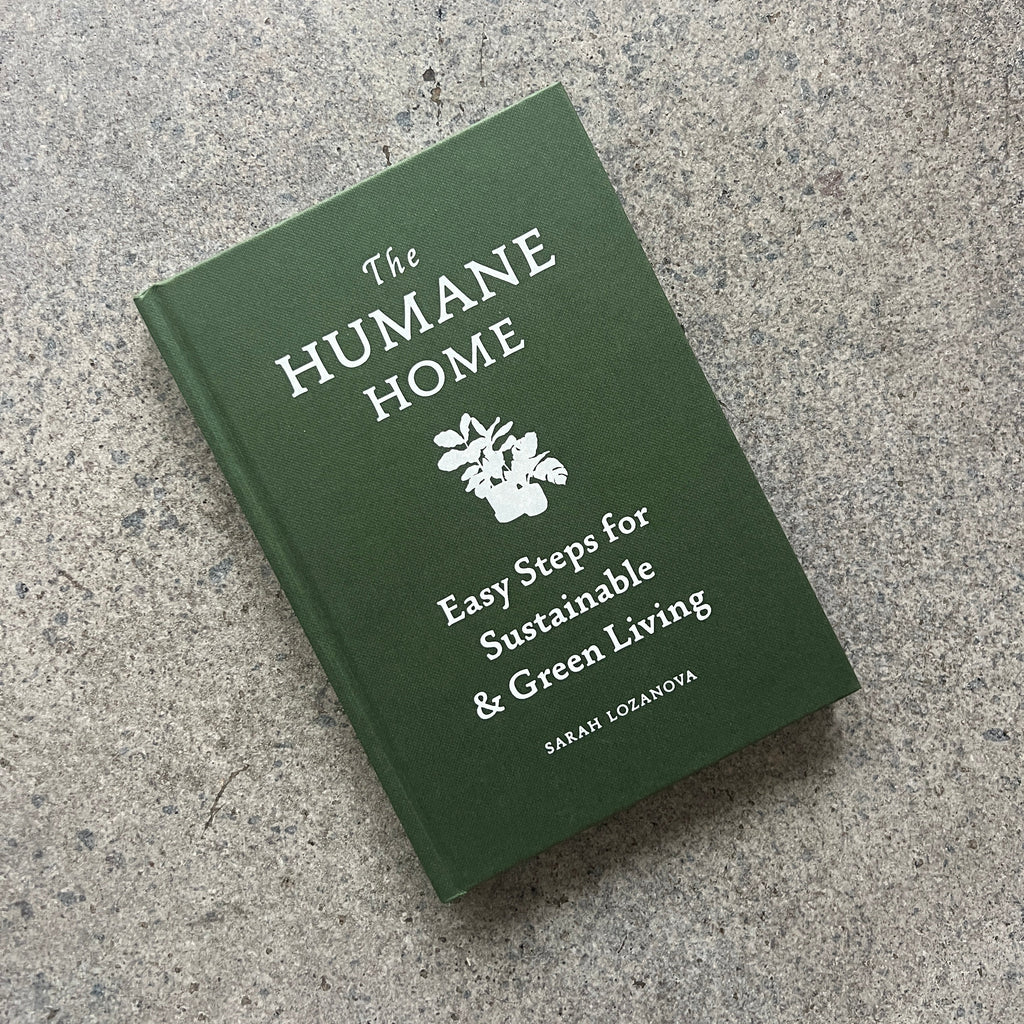 The
HUMANE
HOME
Easy Steps for
Sustainable
& Green Living
SARAH LOZANOVA